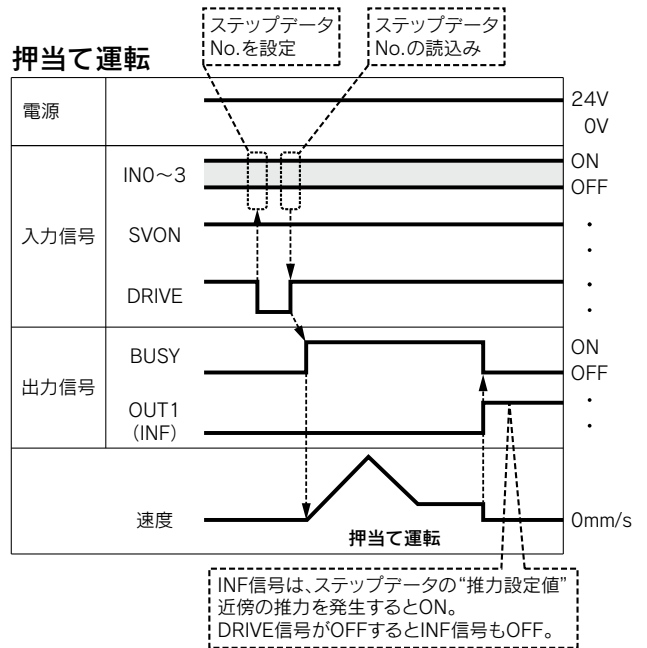 ステップデータ
No.を設定
ステップデータ
No.の読込み
押当て運転
電源
24V
0V
入力信号
IN0〜3
ON
OFF
SVON
DRIVE
出力信号
BUSY
ON
OFF
OUT1
(INF)
速度
0mm/s
押当て運転
INF信号は、ステップデータの“推力設定値”
近傍の推力を発生するとON。
DRIVE信号がOFFするとINF信号もOFF。